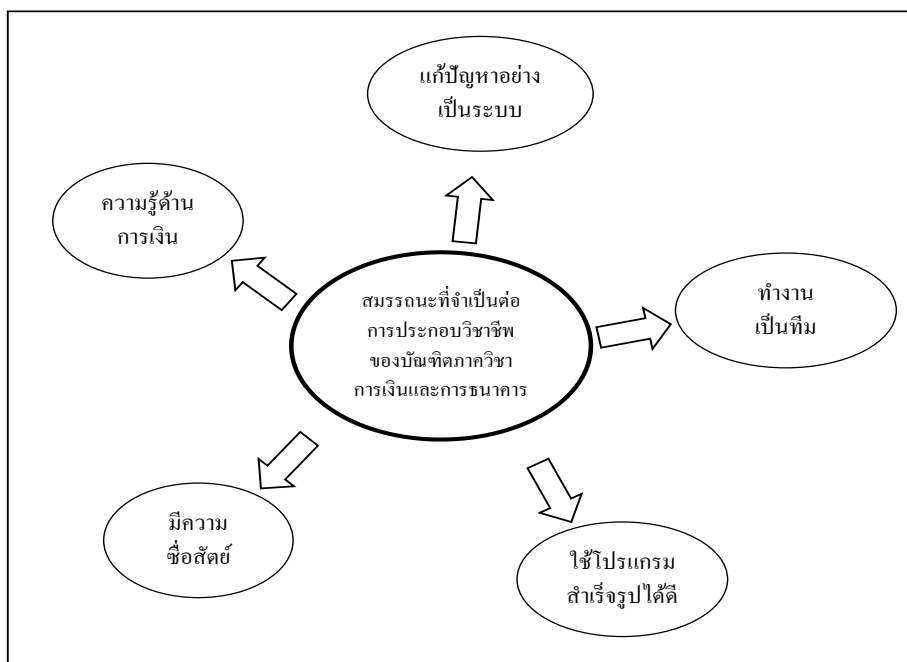 แก้ปัญหาอย่าง
เป็นระบบ
ความรู้ด้าน
การเงิน
สมรรถนะที่จำเป็นต่อ
การประกอบวิชาชีพ
ของบัณฑิตภาควิชา
การเงินและการธนาคาร
ทำงาน
เป็นทีม
มีความ
ซื่อสัตย์
ใช้โปรแกรม
สำเร็จรูปได้ดี